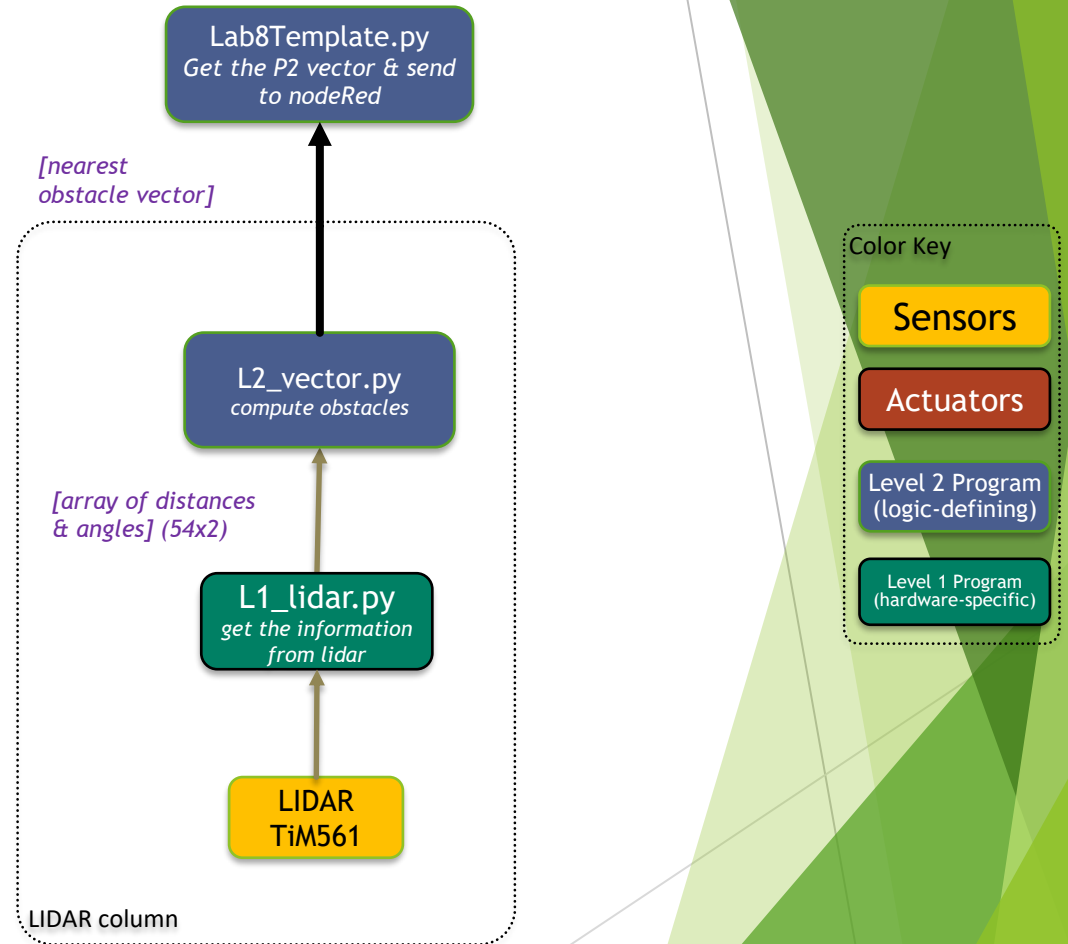 Lab8Template.py
Get the P2 vector & send
to nodeRed
[nearest
obstacle vector]
L2_vector.py
compute obstacles
[array of distances
& angles] (54x2)
L1_lidar.py
get the information
from lidar
LIDAR
TiM561
LIDAR column
Color Key
Sensors
Actuators
Level 2 Program
(logic-defining)
Level 1 Program
(hardware-specific)